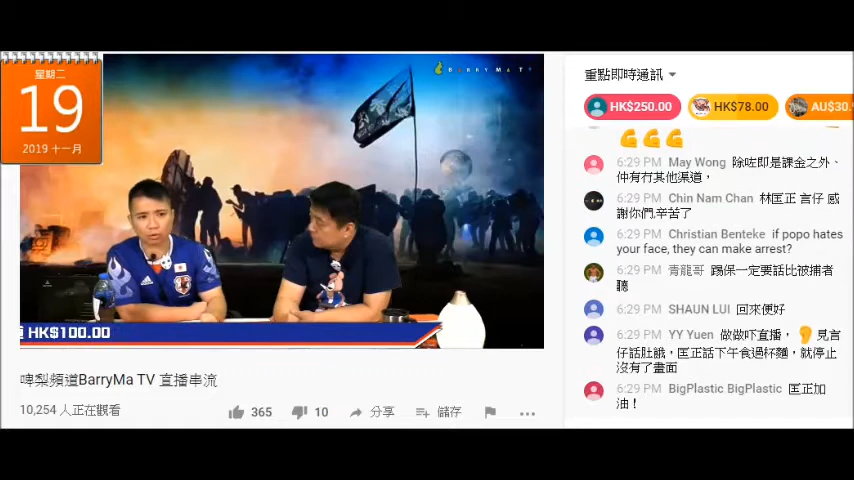 星期二
19
2019 十一月
BARRYMA TV
HK$100.00
啤梨頻道BarryMa TV 直播串流
10,254 人正在觀看
365
10
分享
儲存
重點即時通訊
HK$250.00
HK$78.00
AU$30.
💪💪💪
6:29 PM May Wong 除咗即是課金之外、
仲有冇其他渠道，
6:29 PM Chin Nam Chan 林匡正 言仔 感
謝你們,辛苦了
6:29 PM Christian Benteke if popo hates
your face, they can make arrest?
6:29 PM 青龍哥 踢保一定要話比被捕者
聽
6:29 PM SHAUN LUI 回來便好
6:29 PM YY Yuen 做做吓直播，👂見言
仔話肚餓，匡正話下午食過杯麵，就停止
沒有了畫面
6:29 PM BigPlastic BigPlastic 匡正加
油！